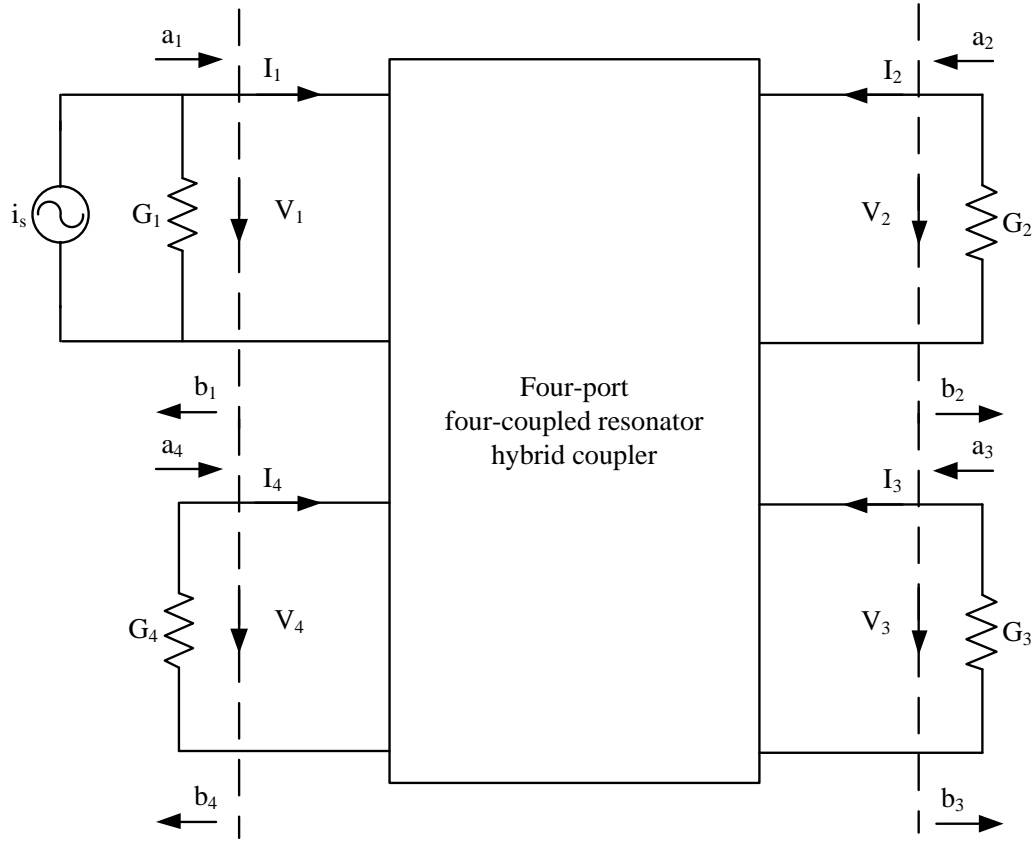 a₁
a₂
I₁
I₂
iₛ
G₁
V₁
V₂
G₂
Four-port
four-coupled resonator
hybrid coupler
b₁
b₂
a₄
a₃
I₄
I₃
G₄
V₄
V₃
G₃
b₄
b₃